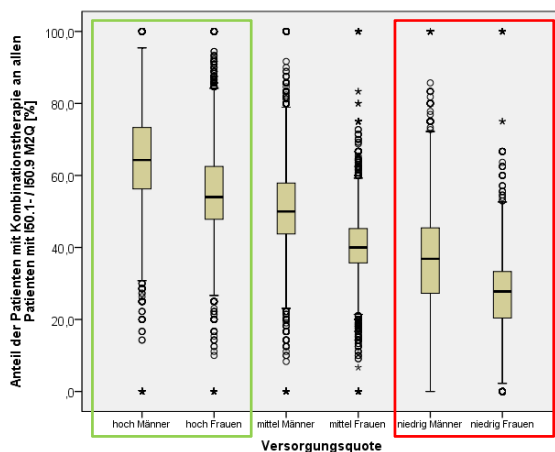 Anteil der Patienten mit Kombinationstherapie an allen
Patienten mit I50.1- / I50.9 M2Q [%]
100,0
80,0
60,0
40,0
20,0
,0
hoch Männer
hoch Frauen
mittel Männer
mittel Frauen
niedrig Männer
niedrig Frauen
Versorgungsquote